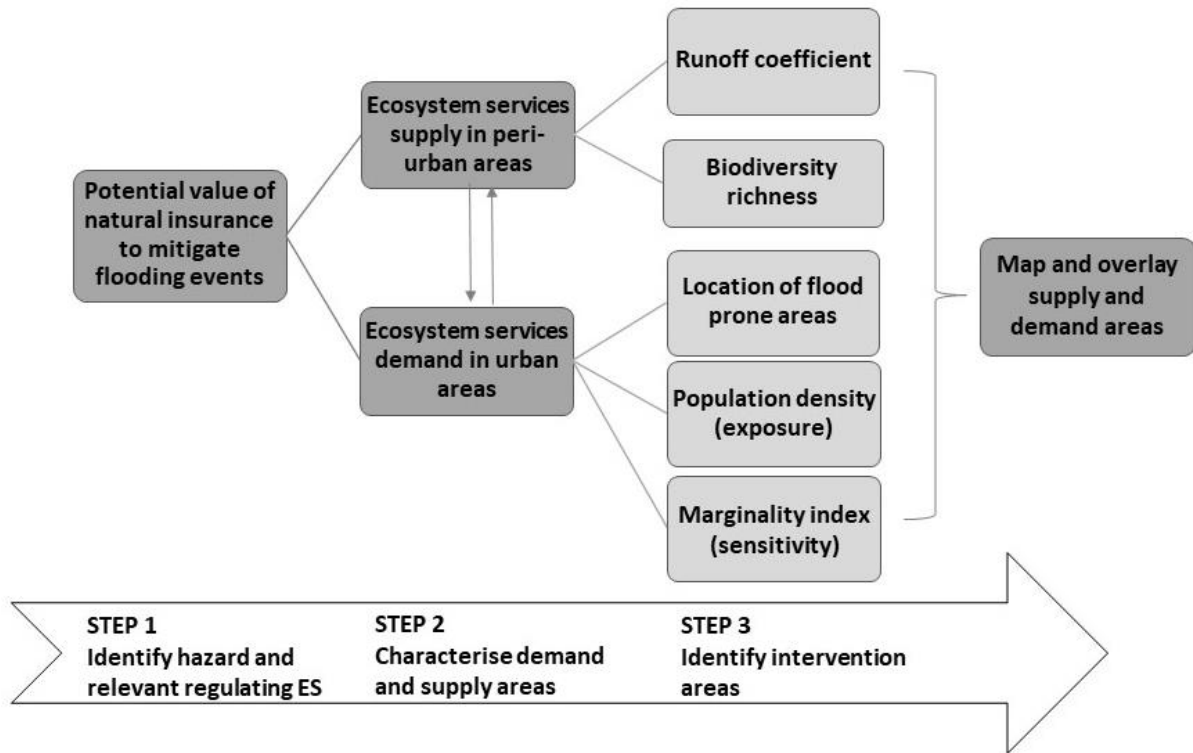 Potential value of
natural insurance
to mitigate
flooding events
Ecosystem services
supply in peri-
urban areas
Ecosystem services
demand in urban
areas
Runoff coefficient
Biodiversity
richness
Location of flood
prone areas
Population density
(exposure)
Marginality index
(sensitivity)
Map and overlay
supply and
demand areas
STEP 1
Identify hazard and
relevant regulating ES
STEP 2
Characterise demand
and supply areas
STEP 3
Identify intervention
areas